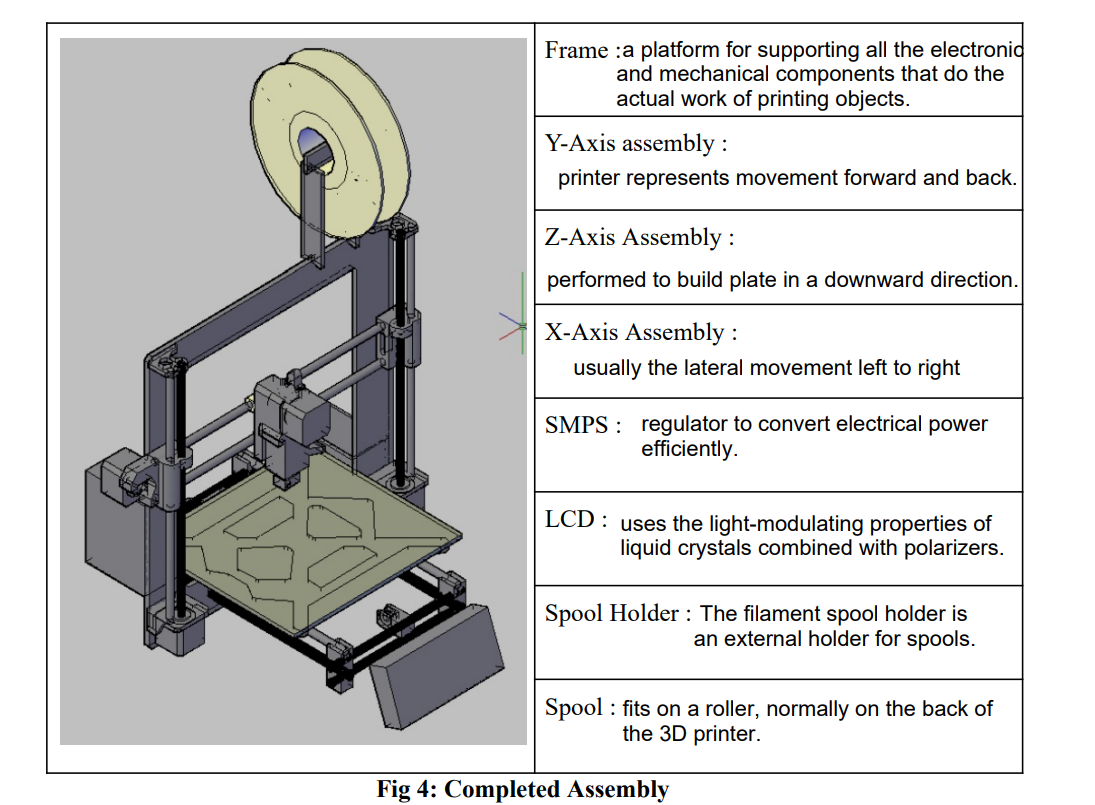 Frame :a platform for supporting all the electronic
and mechanical components that do the
actual work of printing objects.
Y-Axis assembly :
printer represents movement forward and back.
Z-Axis Assembly :
performed to build plate in a downward direction.
X-Axis Assembly :
usually the lateral movement left to right
SMPS : regulator to convert electrical power
efficiently.
LCD : uses the light-modulating properties of
liquid crystals combined with polarizers.
Spool Holder : The filament spool holder is
an external holder for spools.
Spool : fits on a roller, normally on the back of
the 3D printer.
Fig 4: Completed Assembly